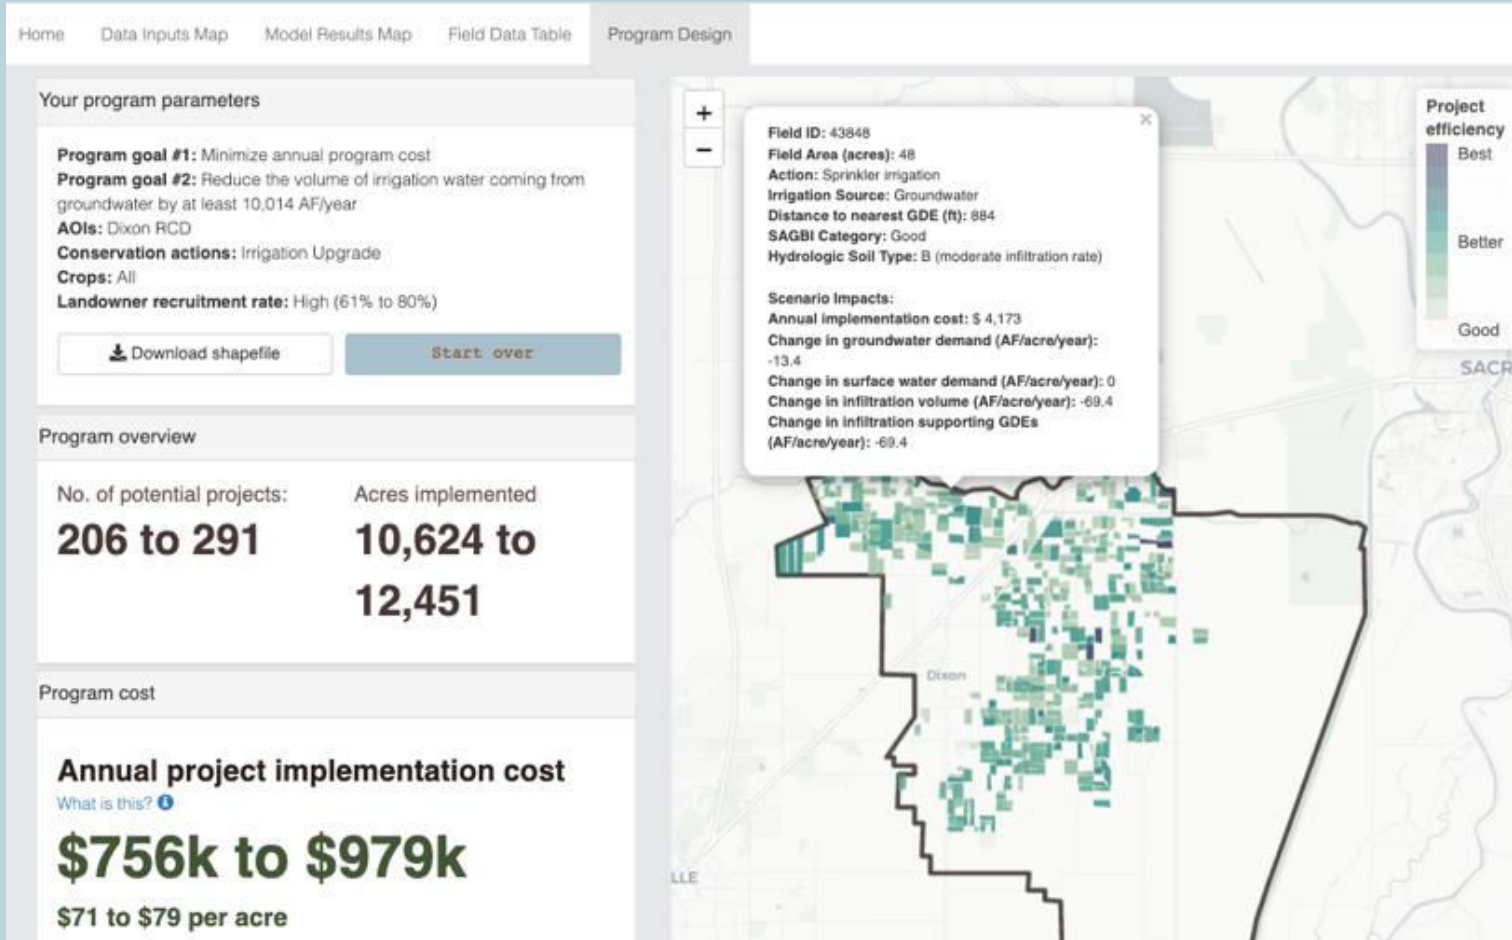 Home Data Inputs Map Model Results Map Field Data Table Program Design
Your program parameters
Program goal #1: Minimize annual program cost
Program goal #2: Reduce the volume of irrigation water coming from
groundwater by at least 10,014 AF/year
AOIs: Dixon RCD
Conservation actions: Irrigation Upgrade
Crops: All
Landowner recruitment rate: High (61% to 80%)
Download shapefile
Start over
Program overview
No. of potential projects:
206 to 291
Acres implemented
10,624 to
12,451
Program cost
Annual project implementation cost
What is this?
$756k to $979k
$71 to $79 per acre
+
−
×
Field ID: 43848
Field Area (acres): 48
Action: Sprinkler irrigation
Irrigation Source: Groundwater
Distance to nearest GDE (ft): 884
SAGBI Category: Good
Hydrologic Soil Type: B (moderate infiltration rate)
Scenario Impacts:
Annual implementation cost: $ 4,173
Change in groundwater demand (AF/acre/year):
-13.4
Change in surface water demand (AF/acre/year): 0
Change in infiltration volume (AF/acre/year): -69.4
Change in infiltration supporting GDEs
(AF/acre/year): -69.4
Project
efficiency
Best
Better
Good
SACR
Dixon
LLE